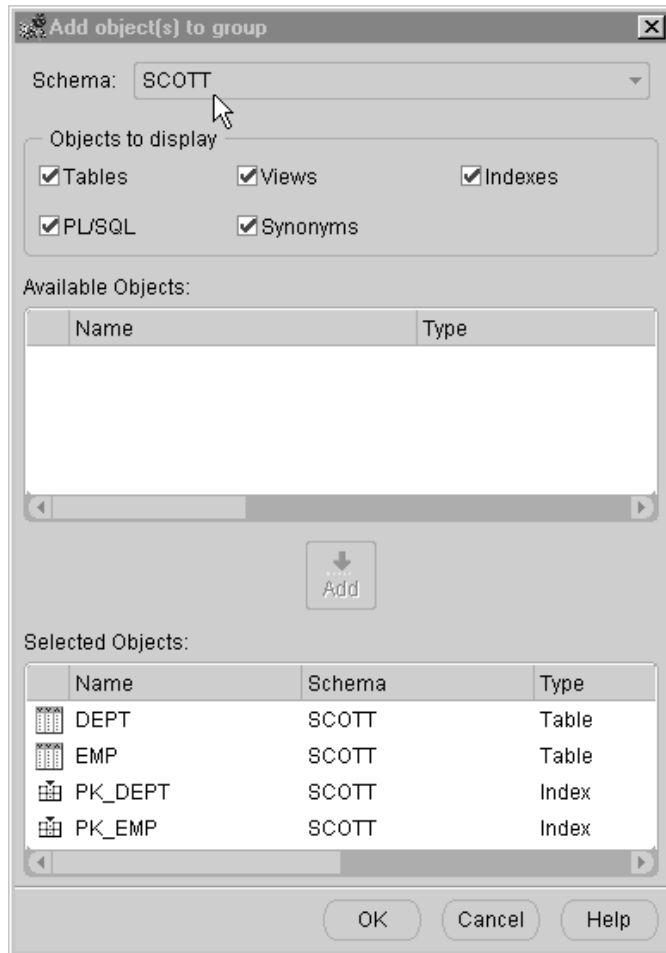 Add object(s) to group
Schema: SCOTT
Objects to display
Tables Views Indexes
PL/SQL Synonyms
Available Objects:
Name Type
Add
Selected Objects:
Name Schema Type
DEPT SCOTT Table
EMP SCOTT Table
PK_DEPT SCOTT Index
PK_EMP SCOTT Index
OK Cancel Help